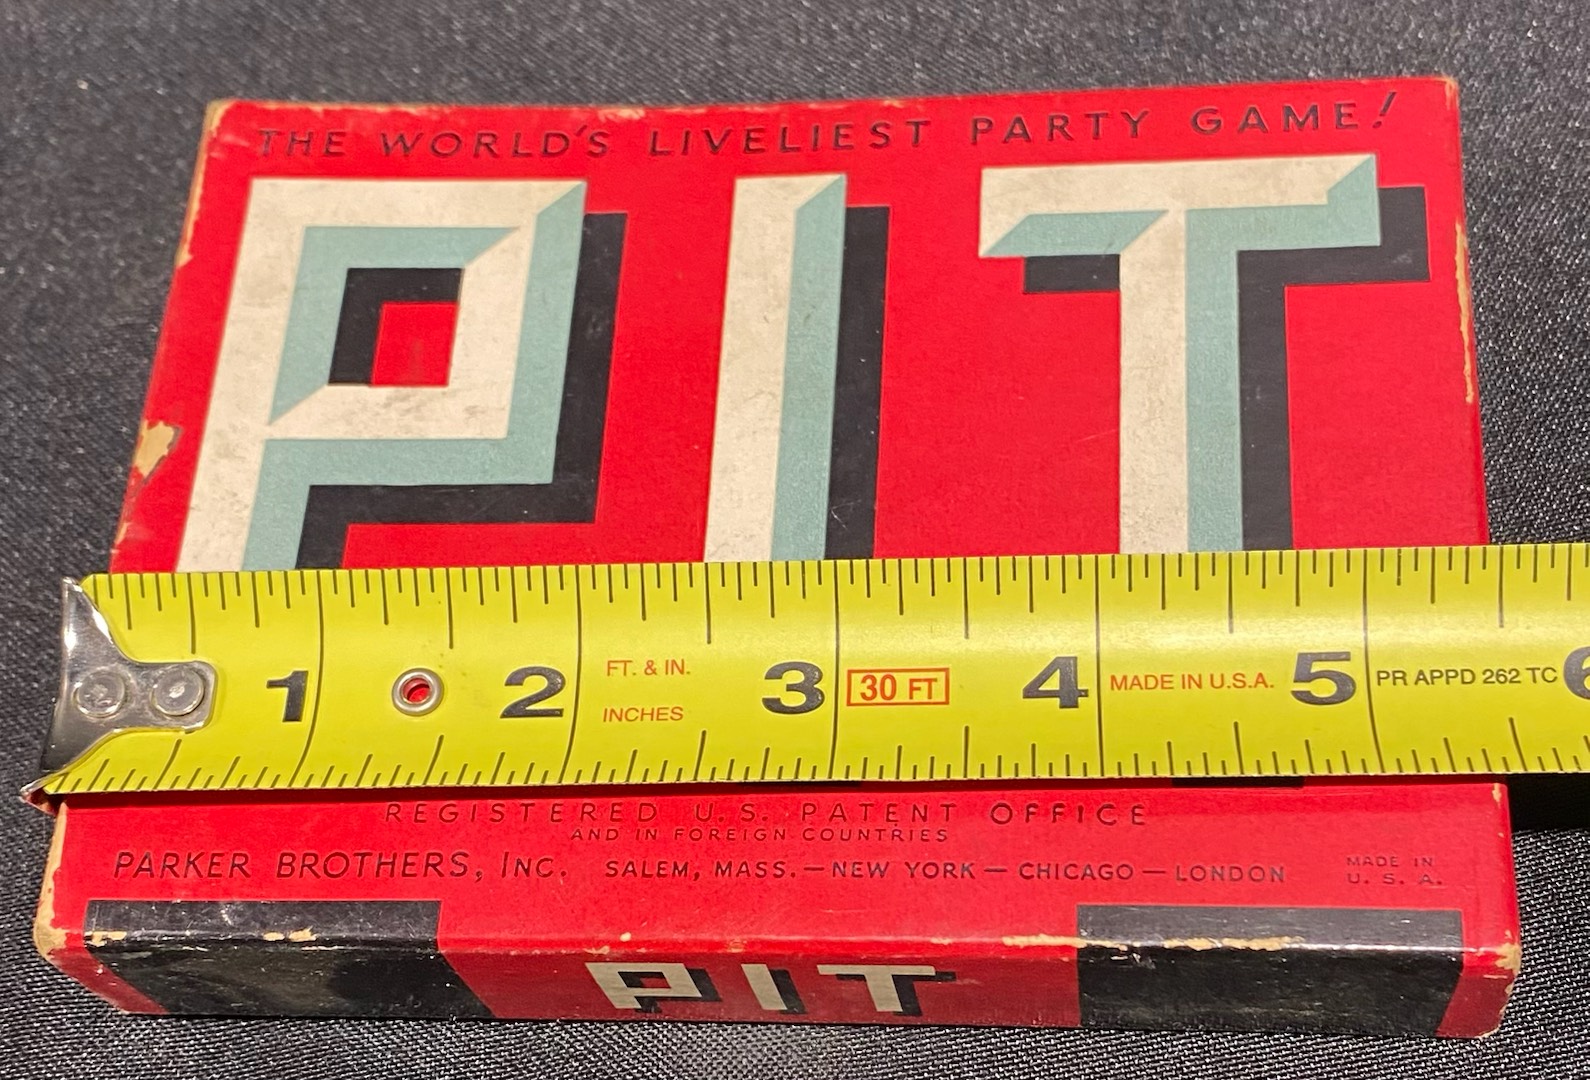 THE WORLD'S LIVELIEST PARTY GAME!
PIT
1 2 FT. & IN. INCHES 3 30 FT 4 MADE IN U.S.A. 5 PR APPD 262 TC 6
REGISTERED U.S. PATENT OFFICE
AND IN FOREIGN COUNTRIES
PARKER BROTHERS, INC. SALEM, MASS.—NEW YORK—CHICAGO—LONDON MADE IN U. S. A.
PIT